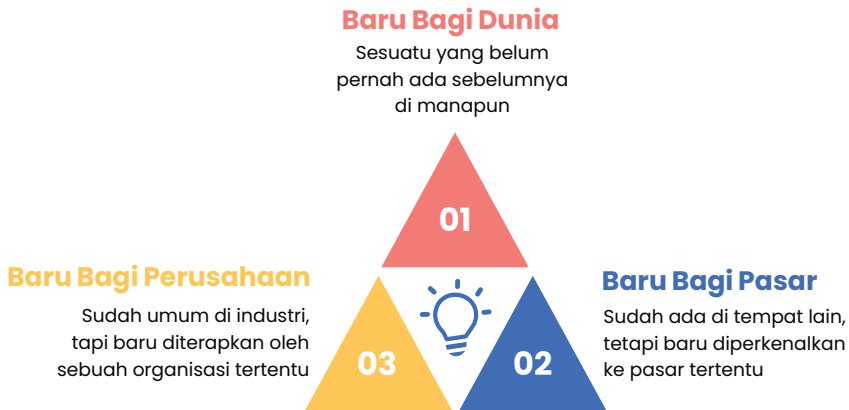 Baru Bagi Dunia
Sesuatu yang belum
pernah ada sebelumnya
di manapun
01
Baru Bagi Perusahaan
Sudah umum di industri,
tapi baru diterapkan oleh
sebuah organisasi tertentu
03
02
Baru Bagi Pasar
Sudah ada di tempat lain,
tetapi baru diperkenalkan
ke pasar tertentu